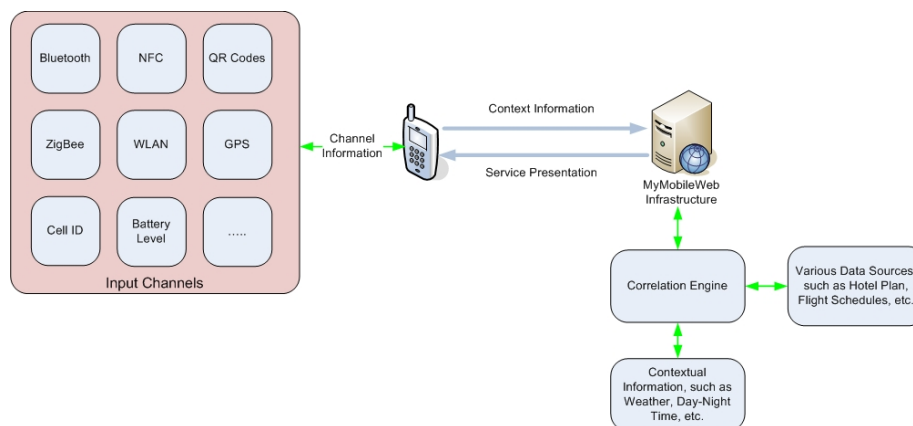 Bluetooth
NFC
QR Codes
ZigBee
WLAN
GPS
Cell ID
Battery
Level
.....
Input Channels
Channel
Information
Context Information
Service Presentation
MyMobileWeb
Infrastructure
Correlation Engine
Various Data Sources,
such as Hotel Plan,
Flight Schedules, etc.
Contextual
Information, such as
Weather, Day-Night
Time, etc.